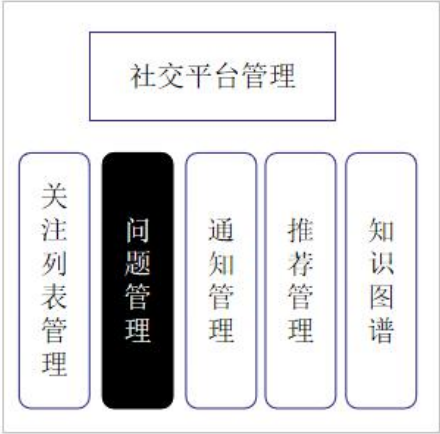 社交平台管理
关注列表管理
问题管理
通知管理
推荐管理
知识图谱